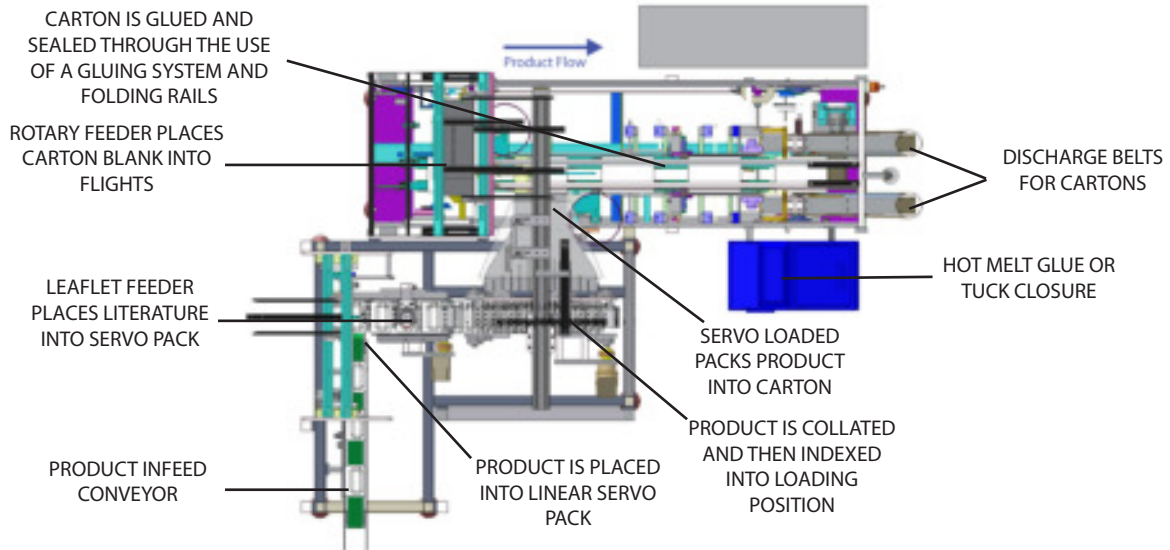 CARTON IS GLUED AND
SEALED THROUGH THE USE
OF A GLUING SYSTEM AND
FOLDING RAILS
Product Flow
ROTARY FEEDER PLACES
CARTON BLANK INTO
FLIGHTS
DISCHARGE BELTS
FOR CARTONS
LEAFLET FEEDER
PLACES LITERATURE
INTO SERVO PACK
HOT MELT GLUE OR
TUCK CLOSURE
SERVO LOADED
PACKS PRODUCT
INTO CARTON
PRODUCT INFEED
CONVEYOR
PRODUCT IS PLACED
INTO LINEAR SERVO
PACK
PRODUCT IS COLLATED
AND THEN INDEXED
INTO LOADING
POSITION